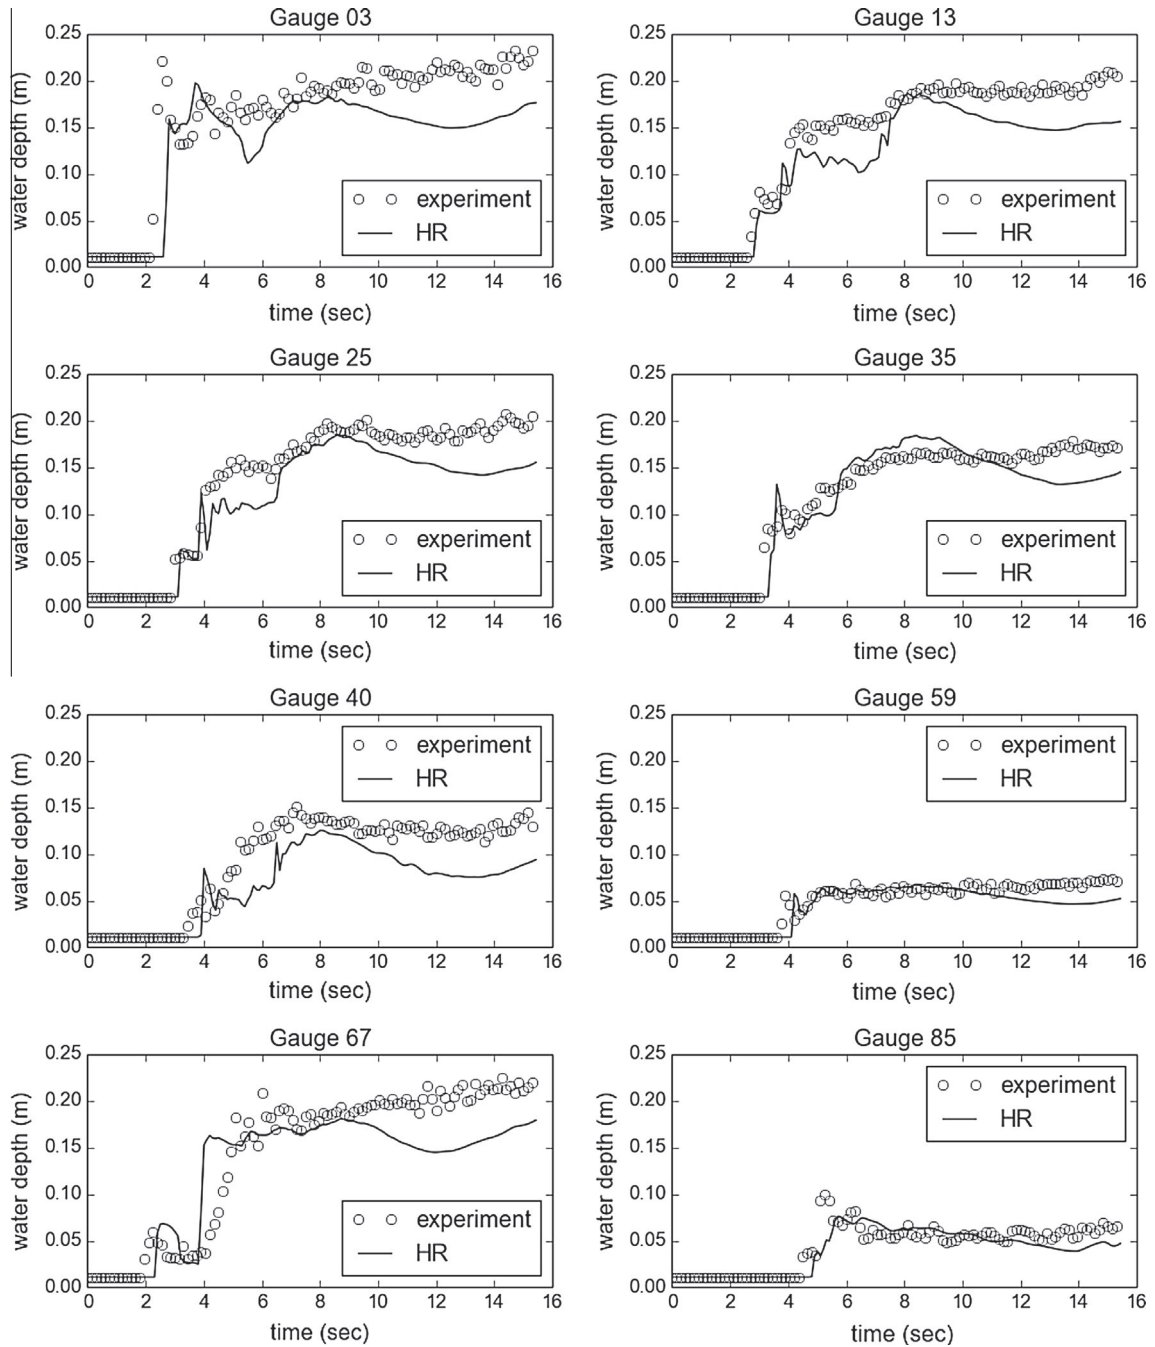 Gauge 03
0.25
0.20
0.15
0.10
0.05
0.00
water depth (m)
experiment
HR
0 2 4 6 8 10 12 14 16
time (sec)
Gauge 13
0.25
0.20
0.15
0.10
0.05
0.00
water depth (m)
experiment
HR
0 2 4 6 8 10 12 14 16
time (sec)
Gauge 25
0.25
0.20
0.15
0.10
0.05
0.00
water depth (m)
experiment
HR
0 2 4 6 8 10 12 14 16
time (sec)
Gauge 35
0.25
0.20
0.15
0.10
0.05
0.00
water depth (m)
experiment
HR
0 2 4 6 8 10 12 14 16
time (sec)
Gauge 40
0.25
0.20
0.15
0.10
0.05
0.00
water depth (m)
experiment
HR
0 2 4 6 8 10 12 14 16
time (sec)
Gauge 59
0.25
0.20
0.15
0.10
0.05
0.00
water depth (m)
experiment
HR
0 2 4 6 8 10 12 14 16
time (sec)
Gauge 67
0.25
0.20
0.15
0.10
0.05
0.00
water depth (m)
experiment
HR
0 2 4 6 8 10 12 14 16
time (sec)
Gauge 85
0.25
0.20
0.15
0.10
0.05
0.00
water depth (m)
experiment
HR
0 2 4 6 8 10 12 14 16
time (sec)